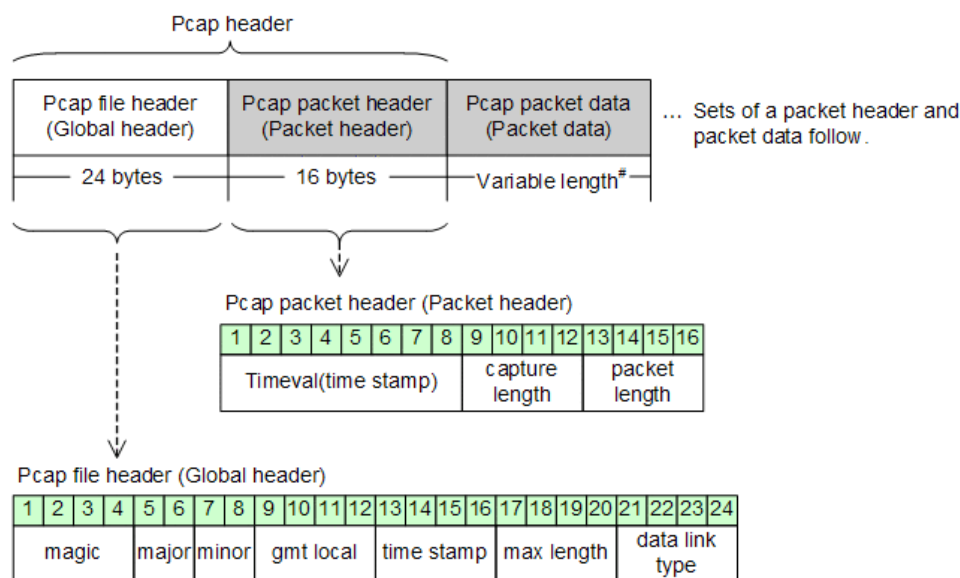 Pcap header
Pcap file header
(Global header)
Pcap packet header
(Packet header)
Pcap packet data
(Packet data)
... Sets of a packet header and
packet data follow.
24 bytes
16 bytes
Variable length#
Pcap packet header (Packet header)
1 2 3 4 5 6 7 8 9 10 11 12 13 14 15 16
Timeval(time stamp)
capture
length
packet
length
Pcap file header (Global header)
1 2 3 4 5 6 7 8 9 10 11 12 13 14 15 16 17 18 19 20 21 22 23 24
magic
major
minor
gmt local
time stamp
max length
data link
type